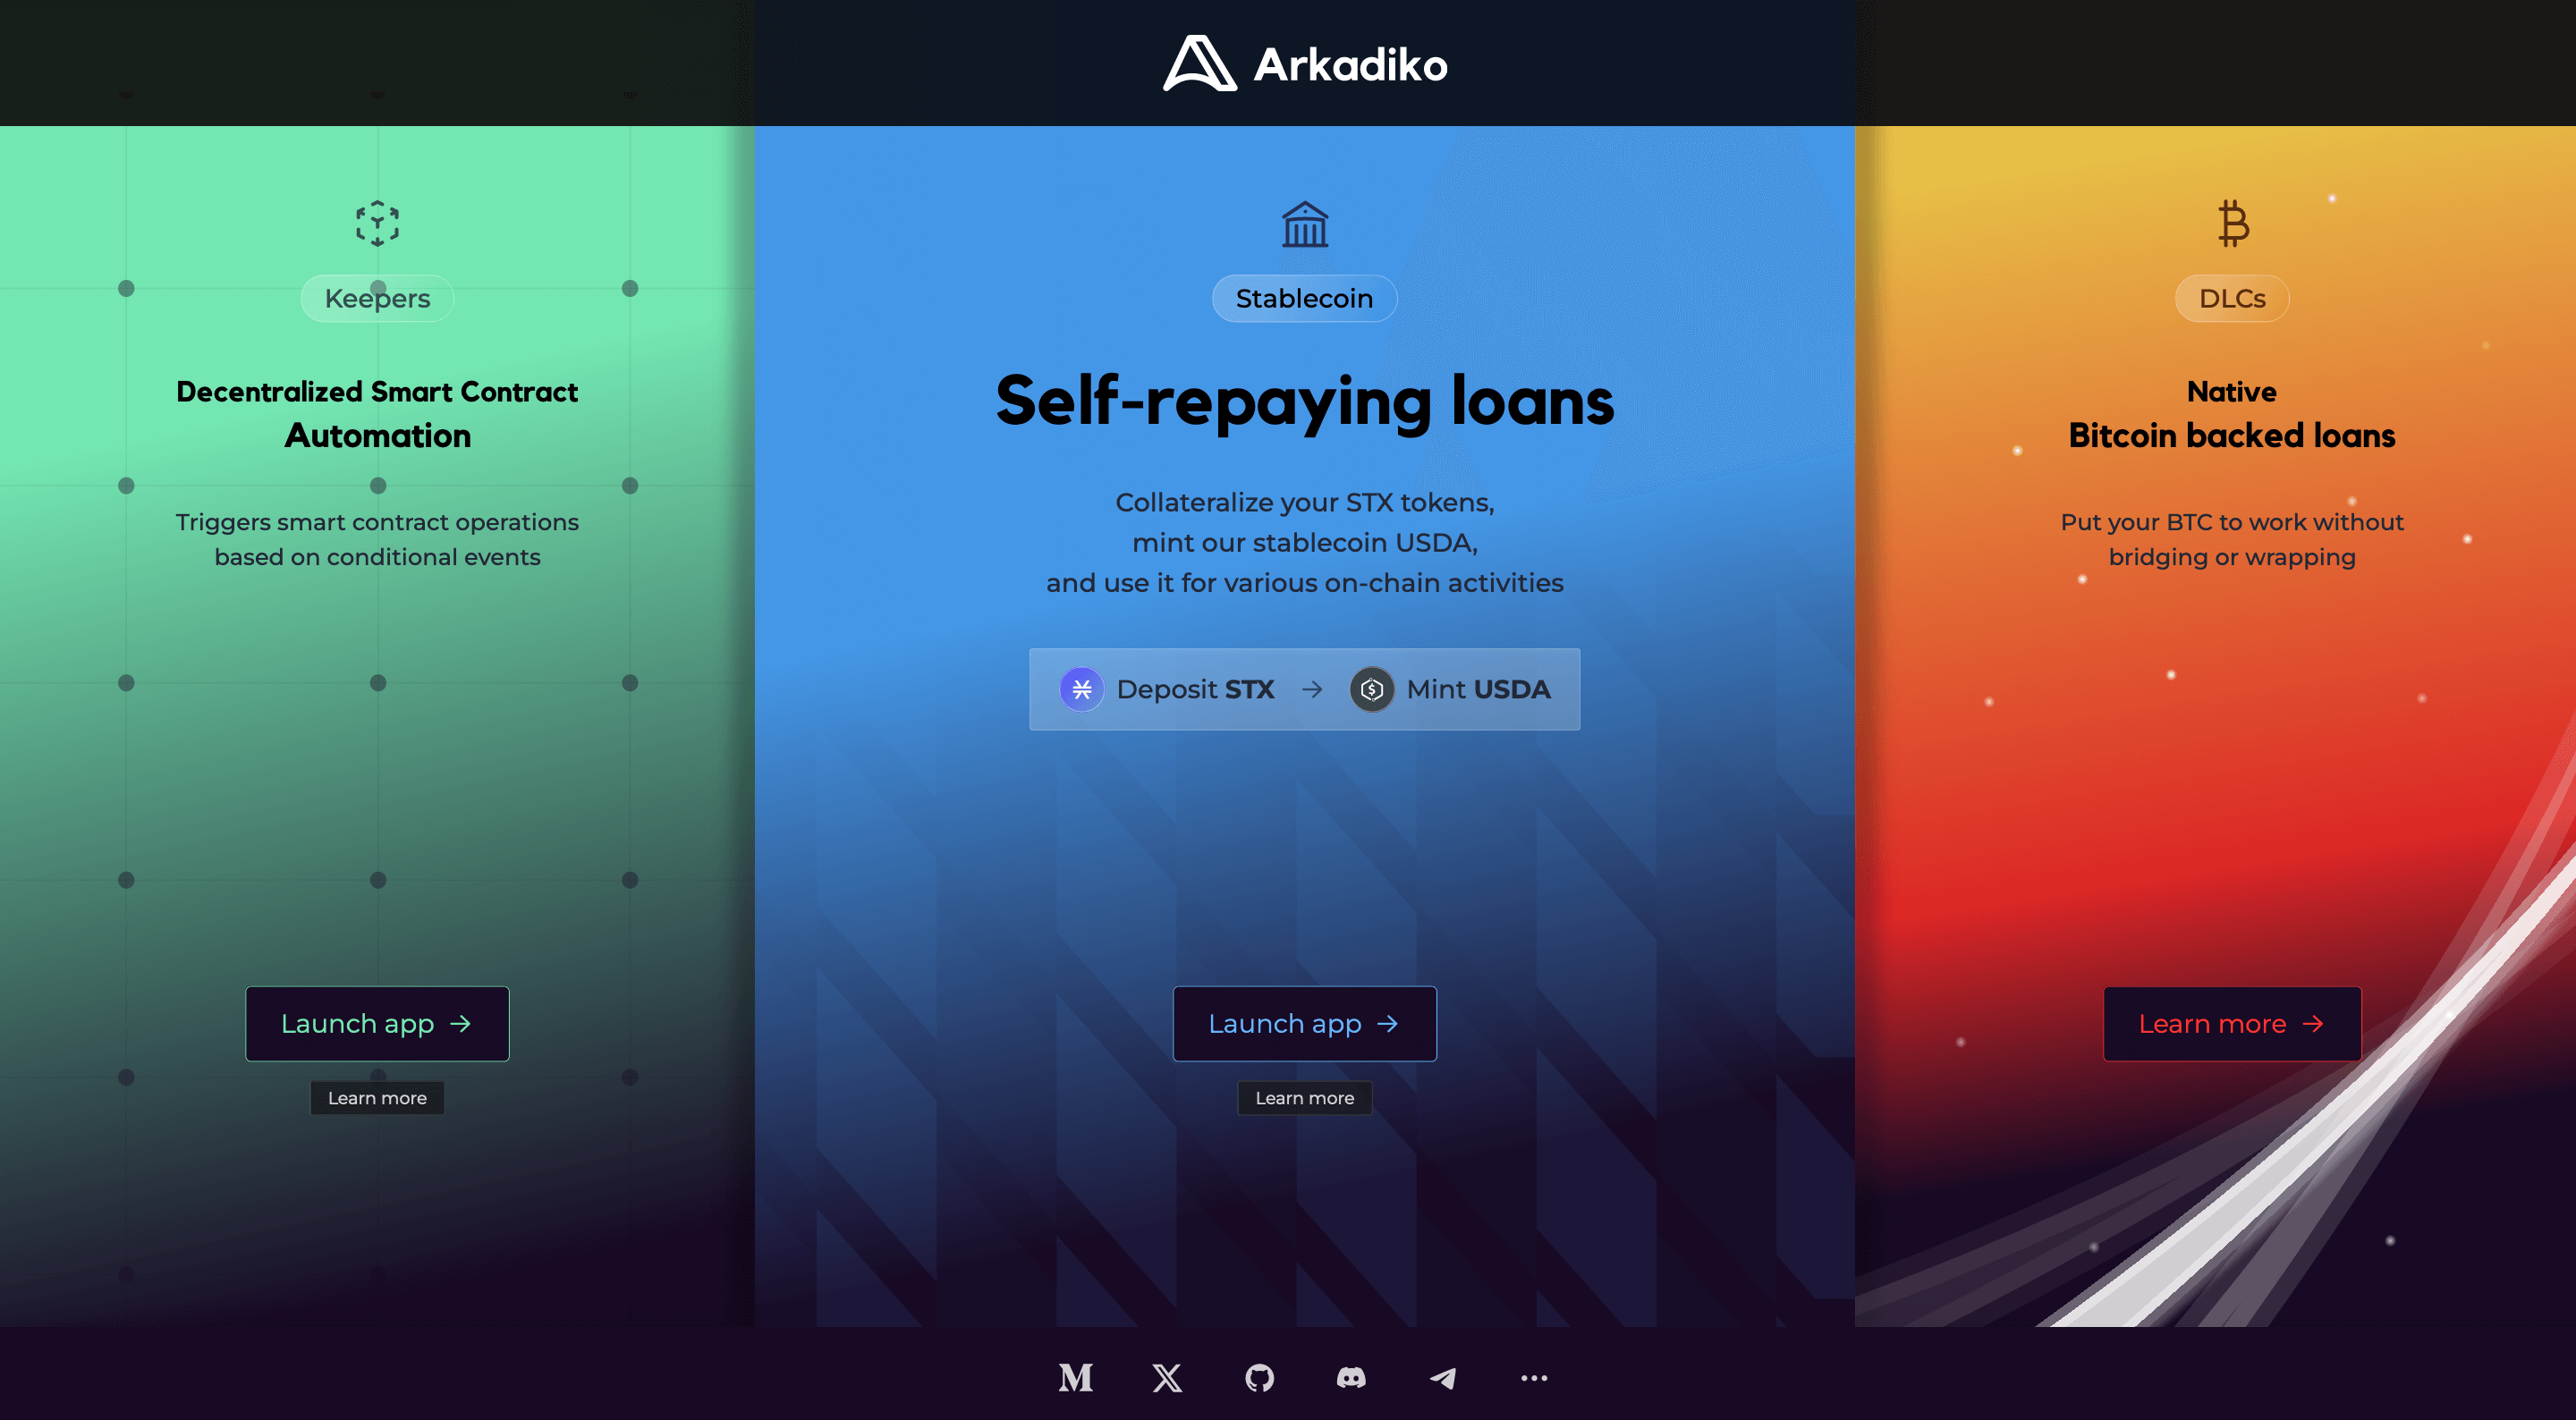 Arkadiko
Keepers
Decentralized Smart Contract
Automation
Triggers smart contract operations
based on conditional events
Launch app →
Learn more
Stablecoin
Self-repaying loans
Collateralize your STX tokens,
mint our stablecoin USDA,
and use it for various on-chain activities
Deposit STX → Mint USDA
Launch app →
Learn more
DLCs
Native
Bitcoin backed loans
Put your BTC to work without
bridging or wrapping
Learn more →